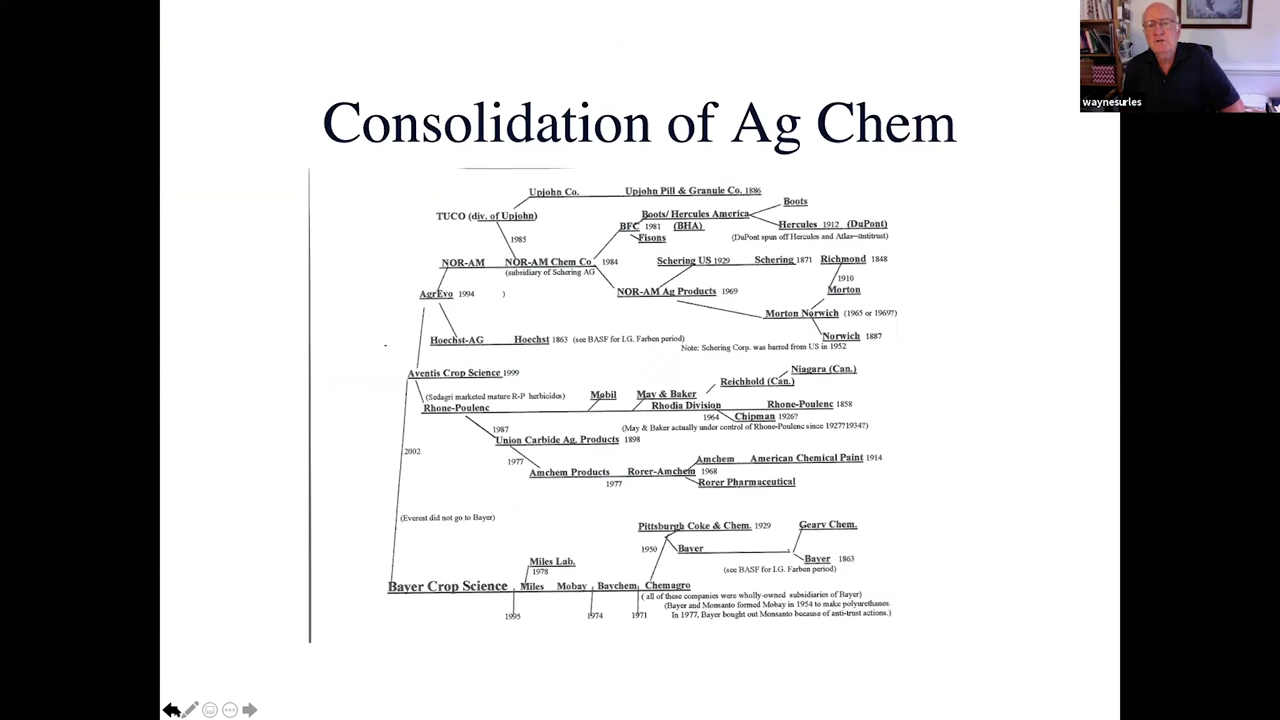 waynesurles
Consolidation of Ag Chem
Upjohn Co. Upjohn Pill & Granule Co. 1886
Boots
TUCO (div. of Upjohn)
Boots/ Hercules America
BFC 1981 (BHA)
Hercules 1912 (DuPont)
Fisons
(DuPont spun off Hercules and Atlas--antitrust)
1985
NOR-AM NOR-AM Chem Co 1984
Schering US 1929 Schering 1871 Richmond 1848
(subsidiary of Schering AG
1910
AgrEvo 1994 )
NOR-AM Ag Products 1969
Morton
Morton Norwich (1965 or 1969?)
Hoechst-AG Hoechst 1863 (see BASF for I.G. Farben period)
Norwich 1887
Note: Schering Corp. was barred from US in 1952
Aventis Crop Science 1999
Niagara (Can.)
Reichhold (Can.)
(Sedagri marketed mature R-P herbicides)
Mobil May & Baker
Rhone-Poulenc Rhodia Division Rhone-Poulenc 1858
1964 Chipman 1926?
1987 (May & Baker actually under control of Rhone-Poulenc since 1927?1934?)
Union Carbide Ag. Products 1898
2002
1977
Amchem American Chemical Paint 1914
Amchem Products Rorer-Amchem 1968
1977
Rorer Pharmaceutical
(Everest did not go to Bayer)
Pittsburgh Coke & Chem. 1929 Geary Chem.
1950 Bayer
Bayer 1863
Miles Lab.
1978
(see BASF for I.G. Farben period)
Bayer Crop Science Miles Mobay Baychem Chemagro
( all of these companies were wholly-owned subsidiaries of Bayer)
(Bayer and Monsanto formed Mobay in 1954 to make polyurethanes.
1995 1974 1971 In 1977, Bayer bought out Monsanto because of anti-trust actions.)